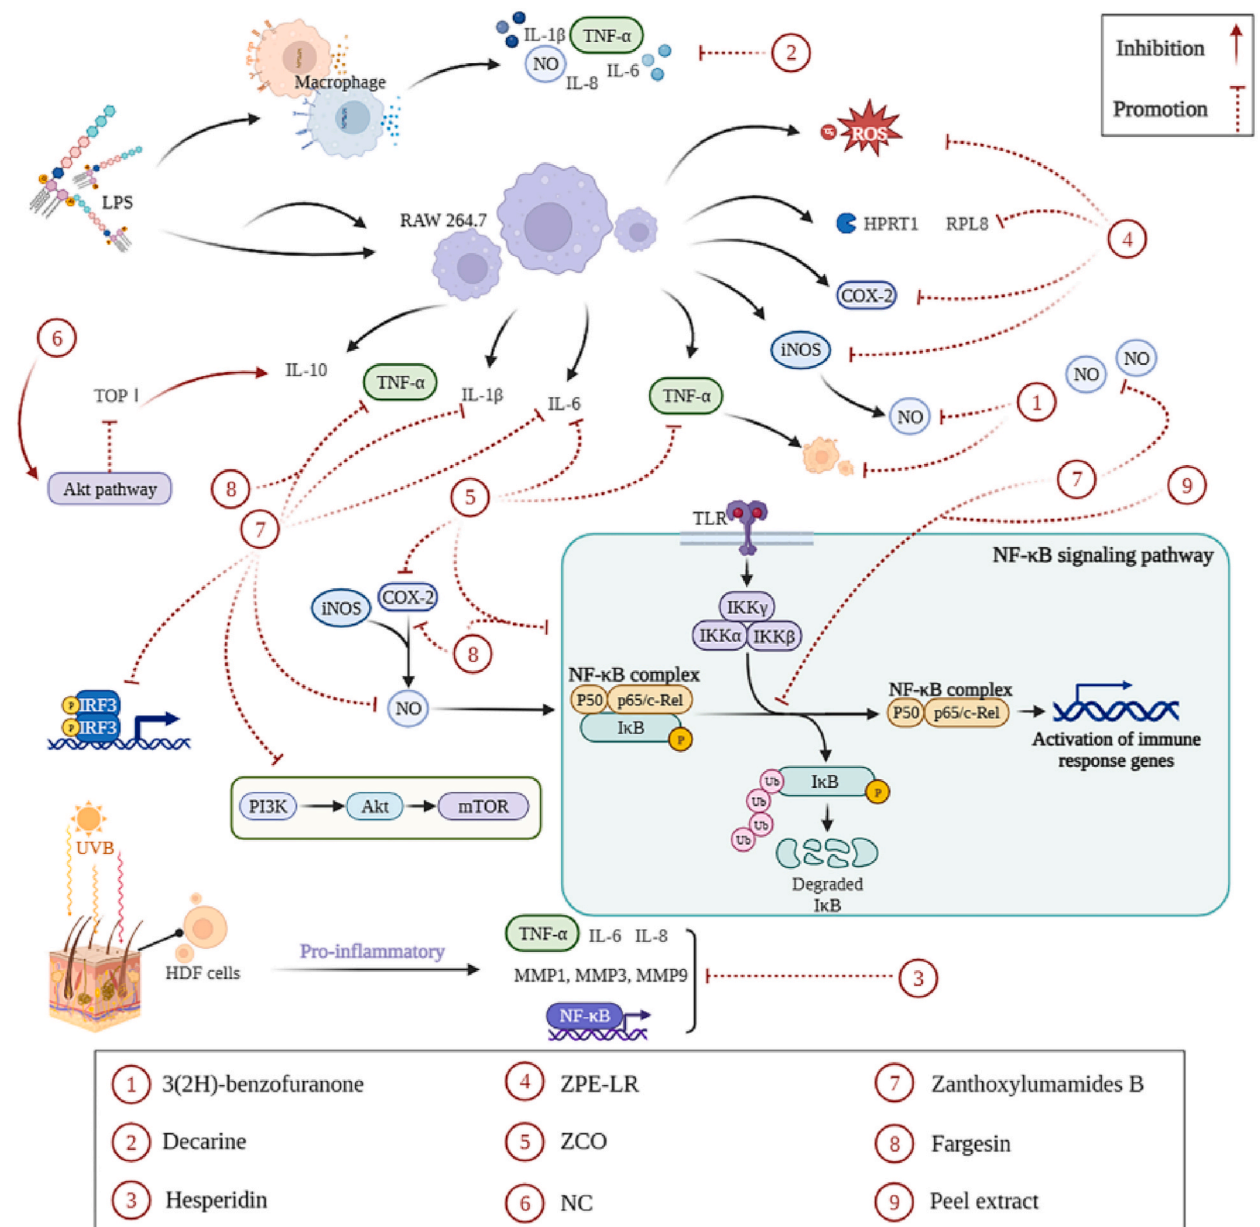 IL-1β
TNF-α
NO
IL-8
IL-6
2
Inhibition
Promotion
Macrophage
LPS
RAW 264.7
ROS
HPRT1
RPL8
4
COX-2
iNOS
NO
NO
NO
1
6
TOP I
IL-10
TNF-α
IL-1β
IL-6
TNF-α
Akt pathway
8
7
5
7
9
TLR
NF-κB signaling pathway
iNOS
COX-2
8
IKKγ
IKKα
IKKβ
NF-κB complex
P50
p65/c-Rel
IκB
P
NF-κB complex
P50
p65/c-Rel
Activation of immune
response genes
NO
P
IRF3
P
IRF3
PI3K
Akt
mTOR
Ub
IκB
P
Ub
Ub
Ub
Degraded
IκB
UVB
HDF cells
Pro-inflammatory
TNF-α
IL-6
IL-8
MMP1, MMP3, MMP9
NF-κB
3
1 3(2H)-benzofuranone
4 ZPE-LR
7 Zanthoxylumamides B
2 Decarine
5 ZCO
8 Fargesin
3 Hesperidin
6 NC
9 Peel extract